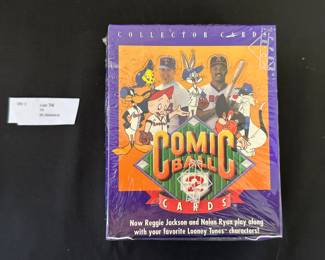 COLLECTOR CARDS
COMIC
BALL
2
CARDS
Now Reggie Jackson and Nolan Ryan play along
with your favorite Looney Tunes™ characters!